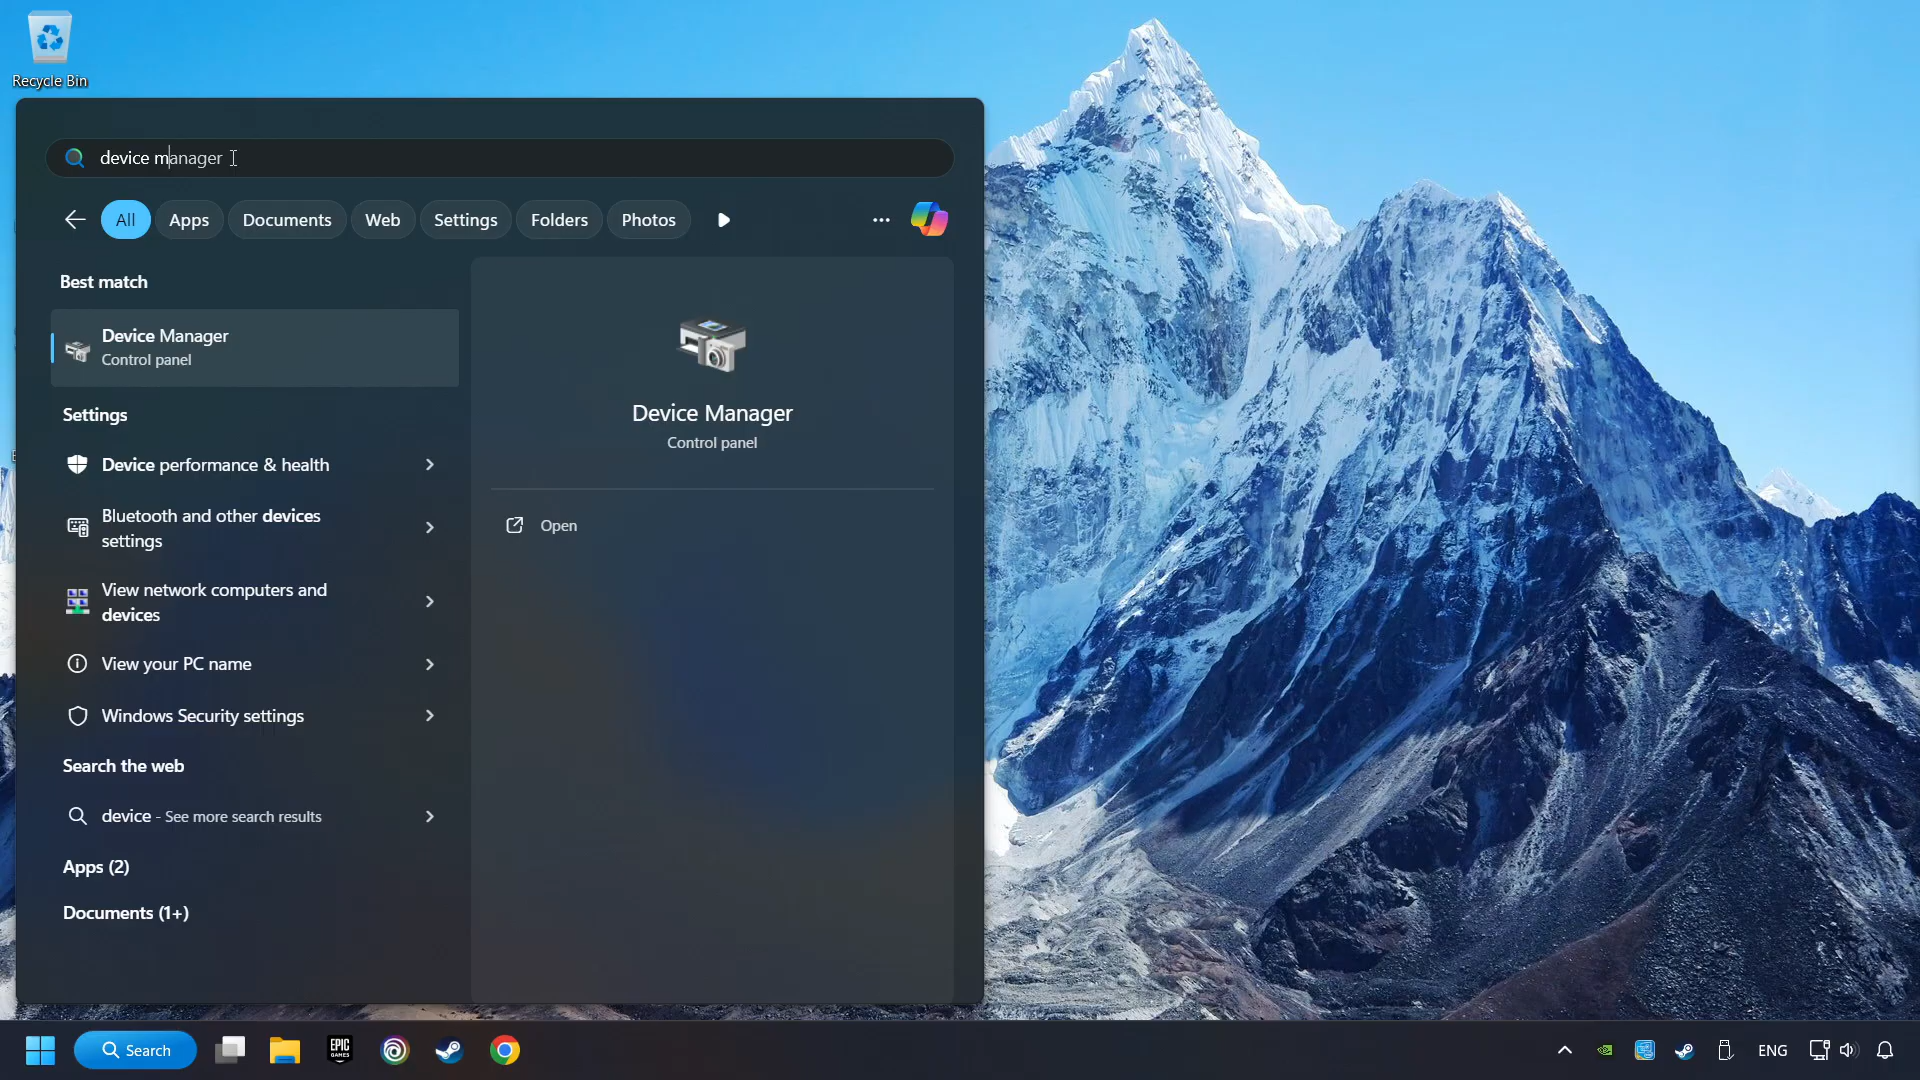 Recycle Bin
device manager
All
Apps
Documents
Web
Settings
Folders
Photos
Best match
Device Manager
Control panel
Settings
Device performance & health
Bluetooth and other devices
settings
View network computers and
devices
View your PC name
Windows Security settings
Search the web
device - See more search results
Apps (2)
Documents (1+)
Device Manager
Control panel
Open
Search
EPIC
GAMES
ENG